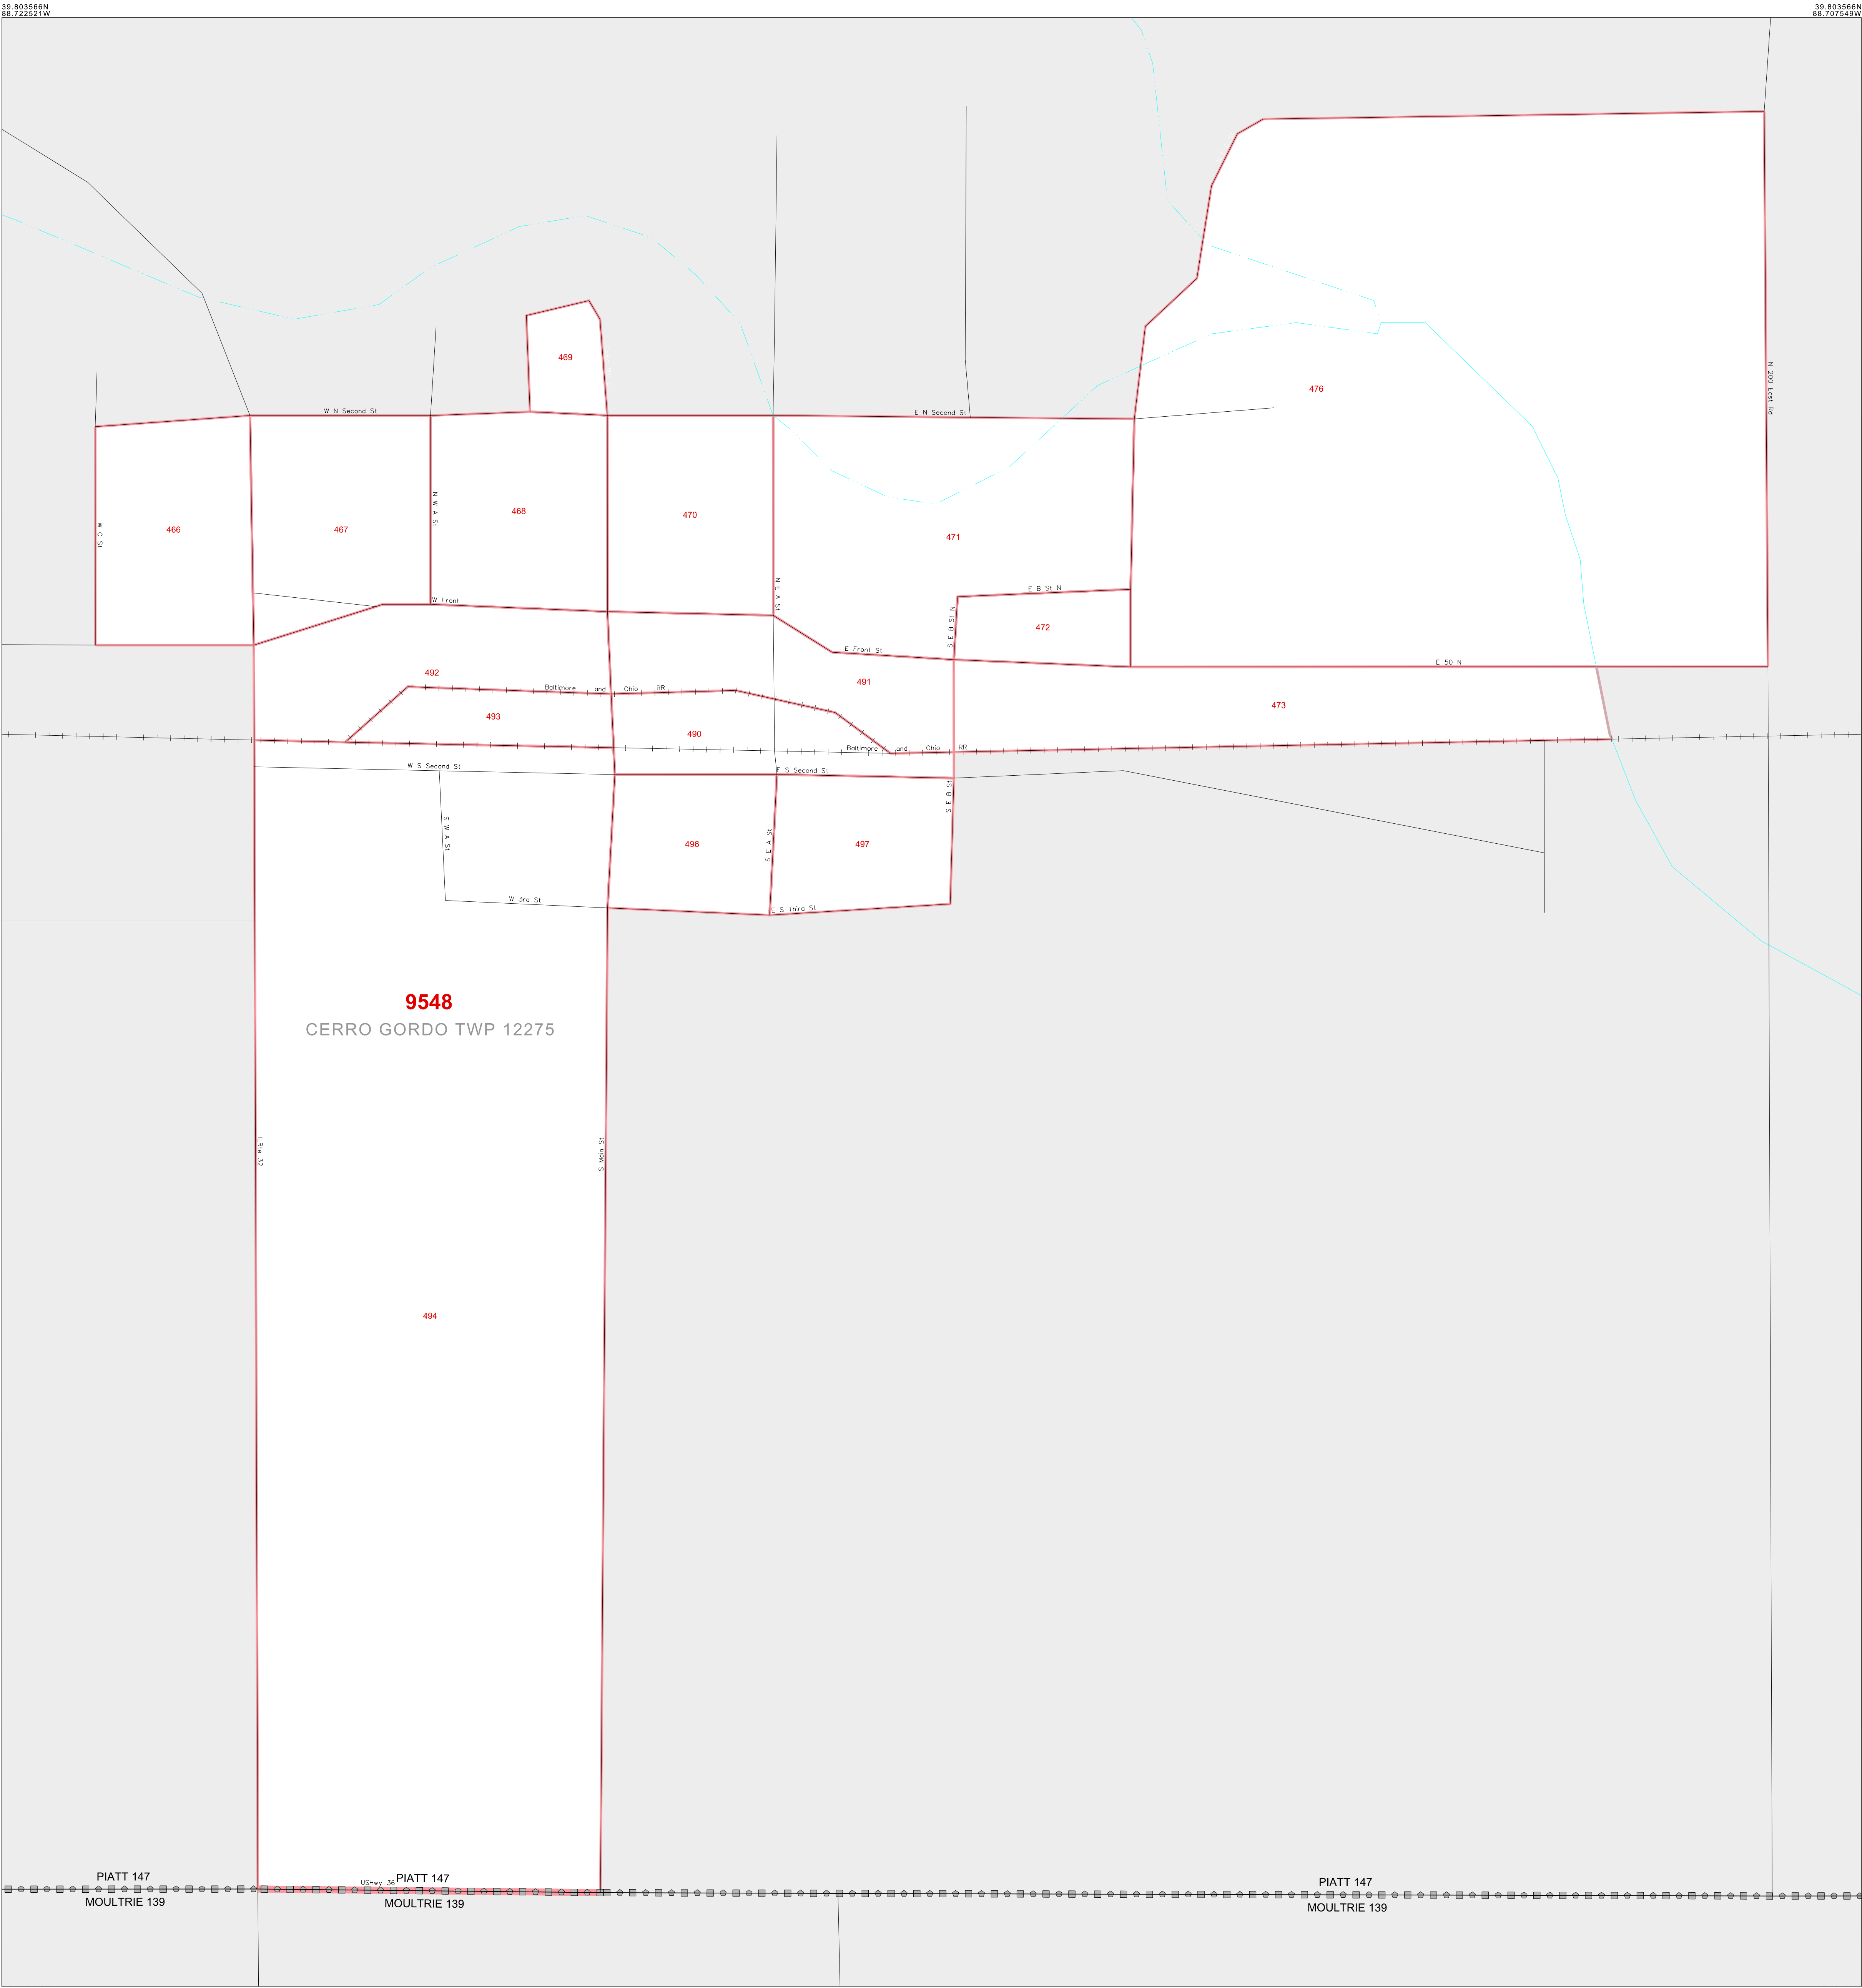 39.803566N
88.722521W
39.803566N
88.707549W
N 200 East Rd
469
476
W N Second St
E N Second St
W C St
466
467
N W A St
468
470
471
N E A St
W Front
E B St N
S E B St N
472
E Front St
E 50 N
492
491
Baltimore and Ohio RR
493
490
473
Baltimore and Ohio RR
W S Second St
E S Second St
S E B St
S W A St
S E A St
496
497
W 3rd St
E S Third St
9548
CERRO GORDO TWP 12275
ILRte 32
S Main St
494
PIATT 147
MOULTRIE 139
USHwy 36
PIATT 147
MOULTRIE 139
PIATT 147
MOULTRIE 139